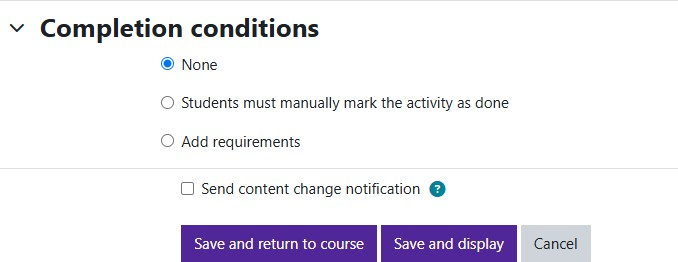 Completion conditions
None
Students must manually mark the activity as done
Add requirements
Send content change notification ?
Save and return to course Save and display Cancel